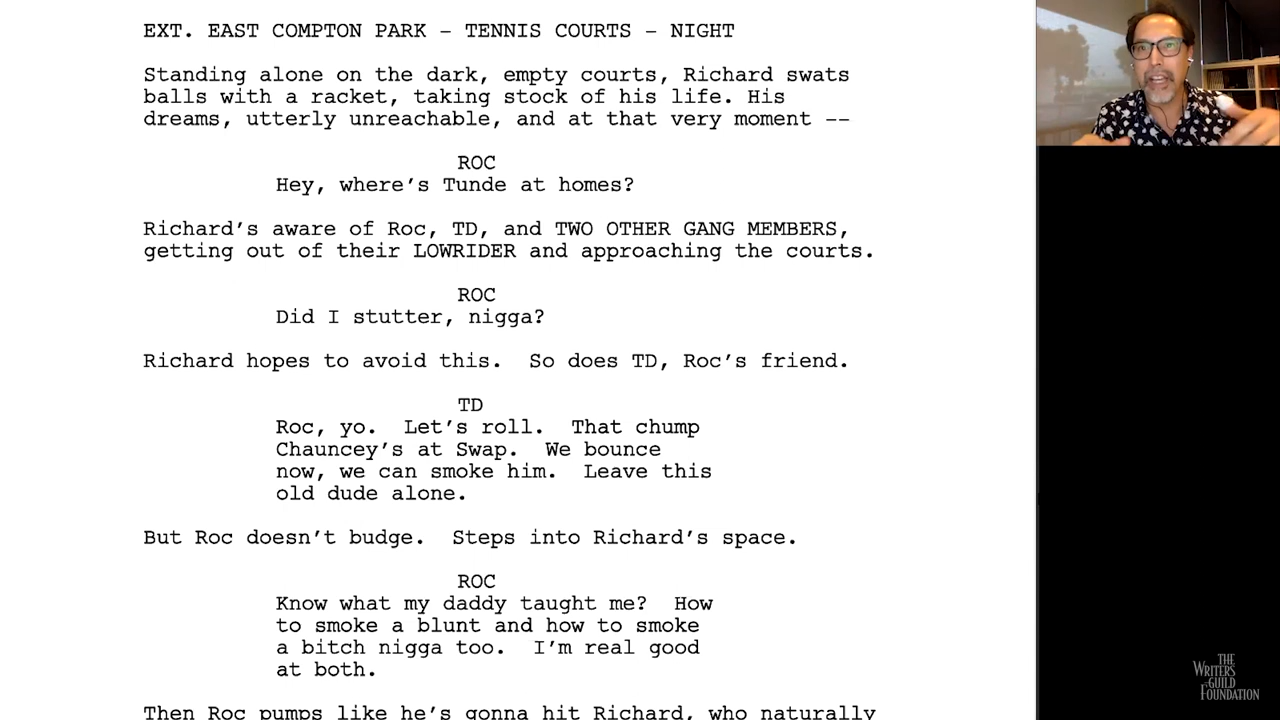 EXT. EAST COMPTON PARK – TENNIS COURTS – NIGHT
Standing alone on the dark, empty courts, Richard swats
balls with a racket, taking stock of his life. His
dreams, utterly unreachable, and at that very moment --
ROC
Hey, where's Tunde at homes?
Richard's aware of Roc, TD, and TWO OTHER GANG MEMBERS,
getting out of their LOWRIDER and approaching the courts.
ROC
Did I stutter, nigga?
Richard hopes to avoid this.  So does TD, Roc's friend.
TD
Roc, yo.  Let's roll.  That chump
Chauncey's at Swap.  We bounce
now, we can smoke him.  Leave this
old dude alone.
But Roc doesn't budge.  Steps into Richard's space.
ROC
Know what my daddy taught me?  How
to smoke a blunt and how to smoke
a bitch nigga too.  I'm real good
at both.
Then Roc pumps like he's gonna hit Richard, who naturally
THE
WRITERS
GUILD
FOUNDATION